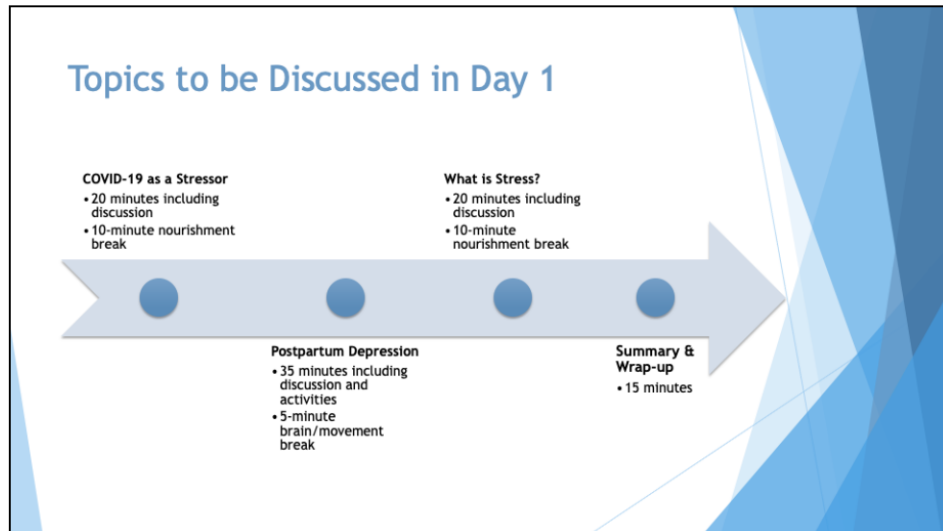 Topics to be Discussed in Day 1
COVID-19 as a Stressor
• 20 minutes including
discussion
• 10-minute nourishment
break
Postpartum Depression
• 35 minutes including
discussion and
activities
• 5-minute
brain/movement
break
What is Stress?
• 20 minutes including
discussion
• 10-minute
nourishment break
Summary &
Wrap-up
• 15 minutes